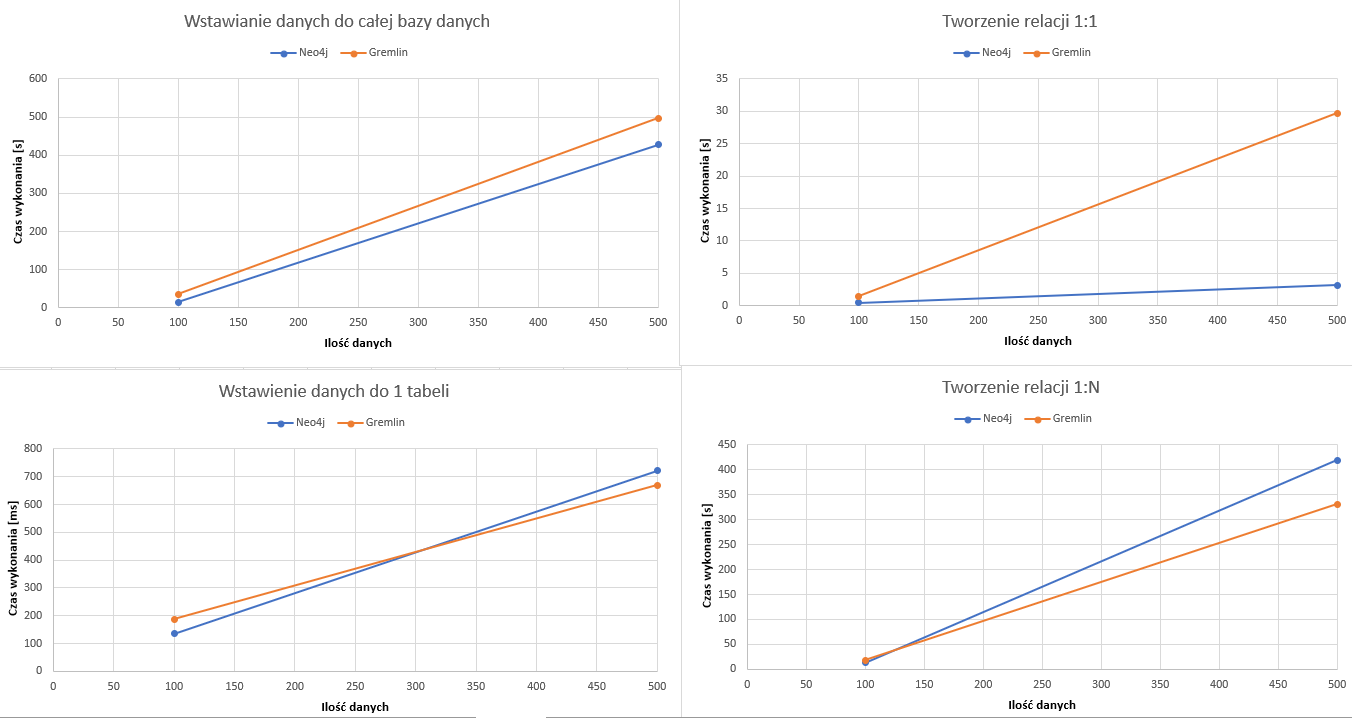 Wstawianie danych do całej bazy danych
Neo4j Gremlin
Czas wykonania [s]
600
500
400
300
200
100
0
0 50 100 150 200 250 300 350 400 450 500
Ilość danych
Tworzenie relacji 1:1
Neo4j Gremlin
Czas wykonania [s]
35
30
25
20
15
10
5
0
0 50 100 150 200 250 300 350 400 450 500
Ilość danych
Wstawienie danych do 1 tabeli
Neo4j Gremlin
Czas wykonania [ms]
800
700
600
500
400
300
200
100
0
0 50 100 150 200 250 300 350 400 450 500
Ilość danych
Tworzenie relacji 1:N
Neo4j Gremlin
Czas wykonania [s]
450
400
350
300
250
200
150
100
50
0
0 50 100 150 200 250 300 350 400 450 500
Ilość danych